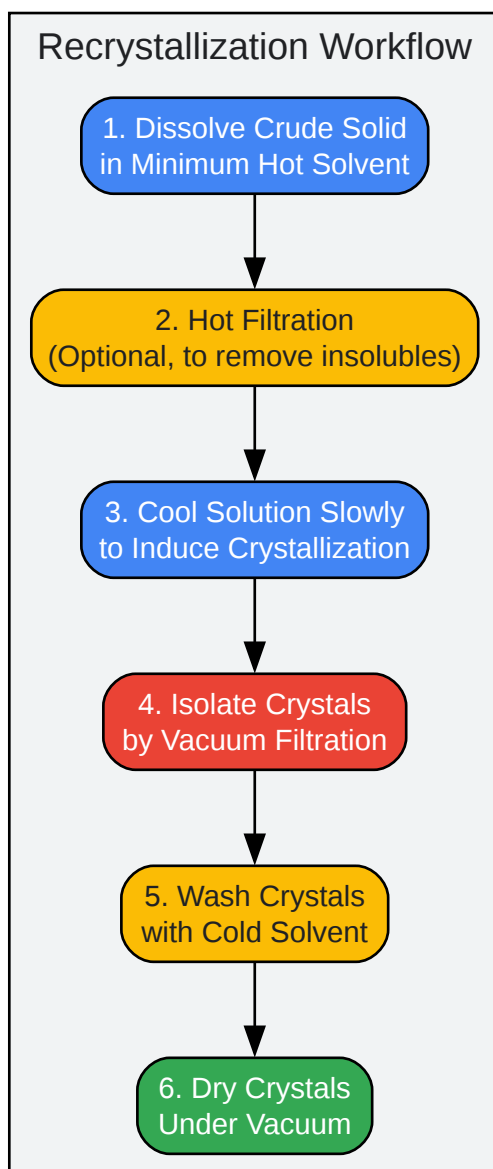 Recrystallization Workflow
1. Dissolve Crude Solid
in Minimum Hot Solvent
2. Hot Filtration
(Optional, to remove insolubles)
3. Cool Solution Slowly
to Induce Crystallization
4. Isolate Crystals
by Vacuum Filtration
5. Wash Crystals
with Cold Solvent
6. Dry Crystals
Under Vacuum